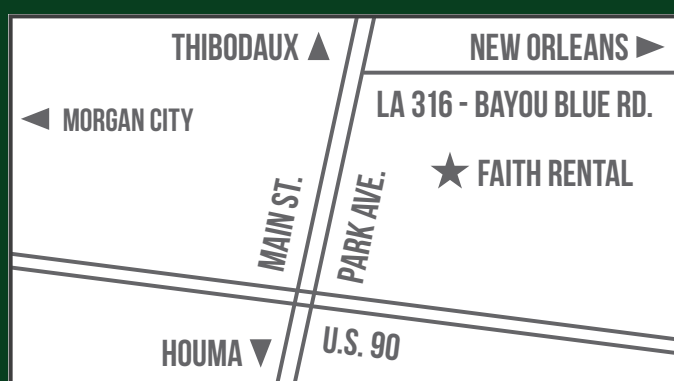 THIBODAUX
NEW ORLEANS
LA 316 - BAYOU BLUE RD.
MORGAN CITY
FAITH RENTAL
MAIN ST.
PARK AVE.
U.S. 90
HOUMA